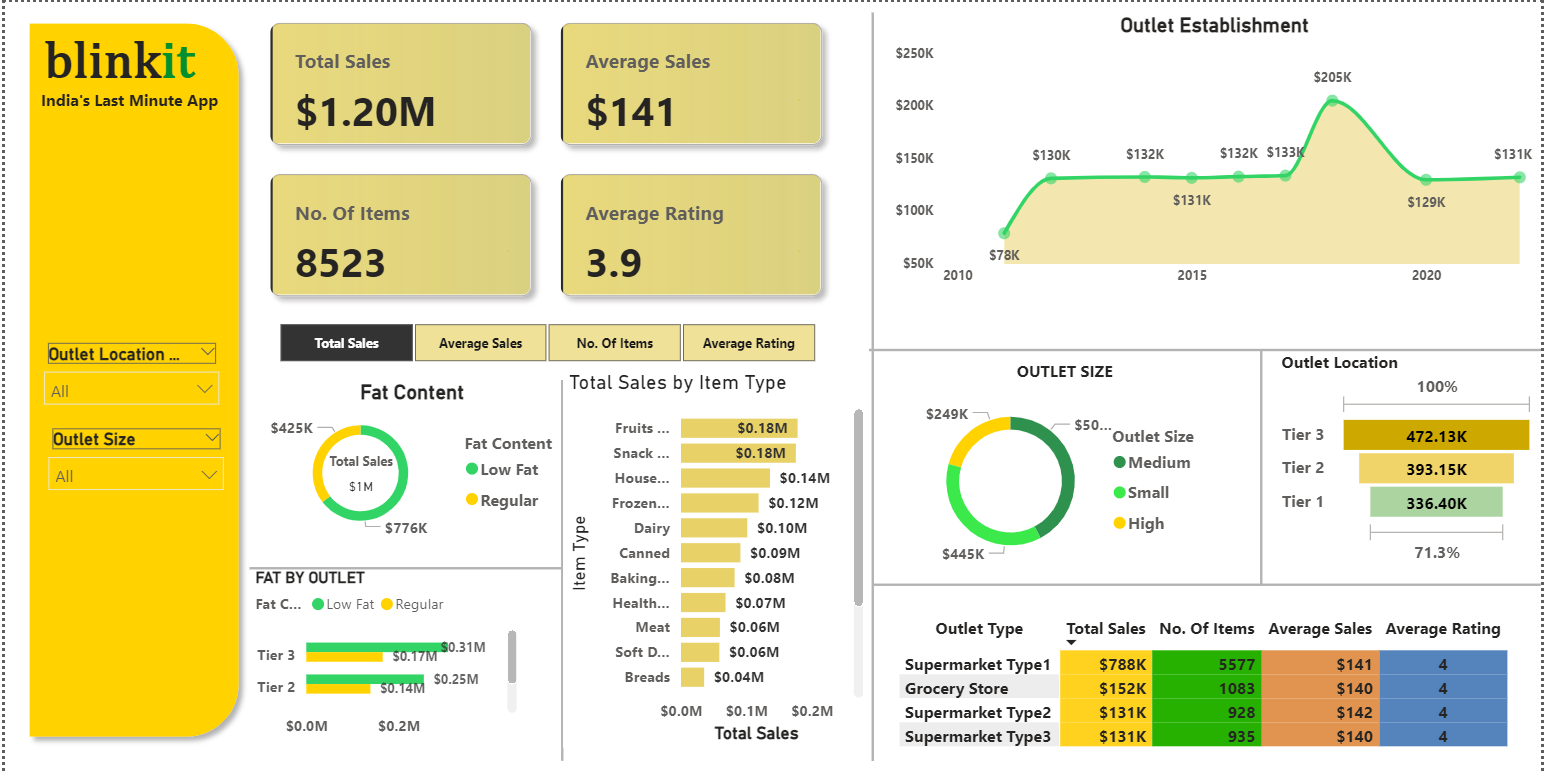 blinkit
India's Last Minute App
Outlet Location ...
All
Outlet Size
All
Total Sales
$1.20M
Average Sales
$141
No. Of Items
8523
Average Rating
3.9
Total Sales
Average Sales
No. Of Items
Average Rating
Fat Content
$425K
Total Sales
$1M
$776K
Fat Content
Low Fat
Regular
FAT BY OUTLET
Fat C... Low Fat Regular
Tier 3 $0.31M
$0.17M
Tier 2 $0.25M
$0.14M
$0.0M $0.2M
Total Sales by Item Type
Item Type
Fruits ... $0.18M
Snack ... $0.18M
House... $0.14M
Frozen... $0.12M
Dairy $0.10M
Canned $0.09M
Baking... $0.08M
Health... $0.07M
Meat $0.06M
Soft D... $0.06M
Breads $0.04M
$0.0M $0.1M $0.2M
Total Sales
Outlet Establishment
$250K
$200K
$150K
$100K
$50K
$78K
$130K
$132K
$131K
$132K
$133K
$205K
$129K
$131K
2010 2015 2020
OUTLET SIZE
$249K
$50...
$445K
Outlet Size
Medium
Small
High
Outlet Location
100%
Tier 3 472.13K
Tier 2 393.15K
Tier 1 336.40K
71.3%
Outlet Type Total Sales No. Of Items Average Sales Average Rating
Supermarket Type1 $788K 5577 $141 4
Grocery Store $152K 1083 $140 4
Supermarket Type2 $131K 928 $142 4
Supermarket Type3 $131K 935 $140 4